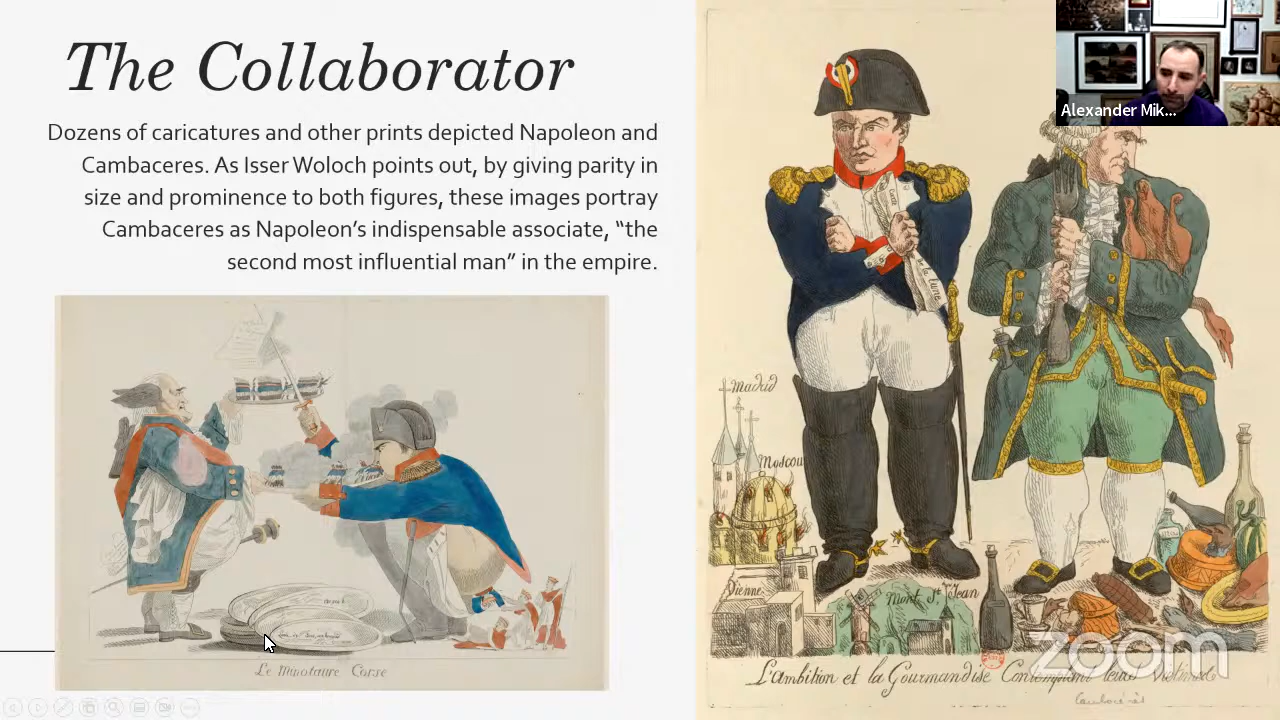 The Collaborator
Dozens of caricatures and other prints depicted Napoleon and
Cambaceres. As Isser Woloch points out, by giving parity in
size and prominence to both figures, these images portray
Cambaceres as Napoleon’s indispensable associate, “the
second most influential man” in the empire.
Le Minotaure Corse
Alexander Mik...
Madrid
Moscou
Vienne
Mont St Jean
de la
L'Ambition et la Gourmandise Contemplant leurs Victimes
zoom